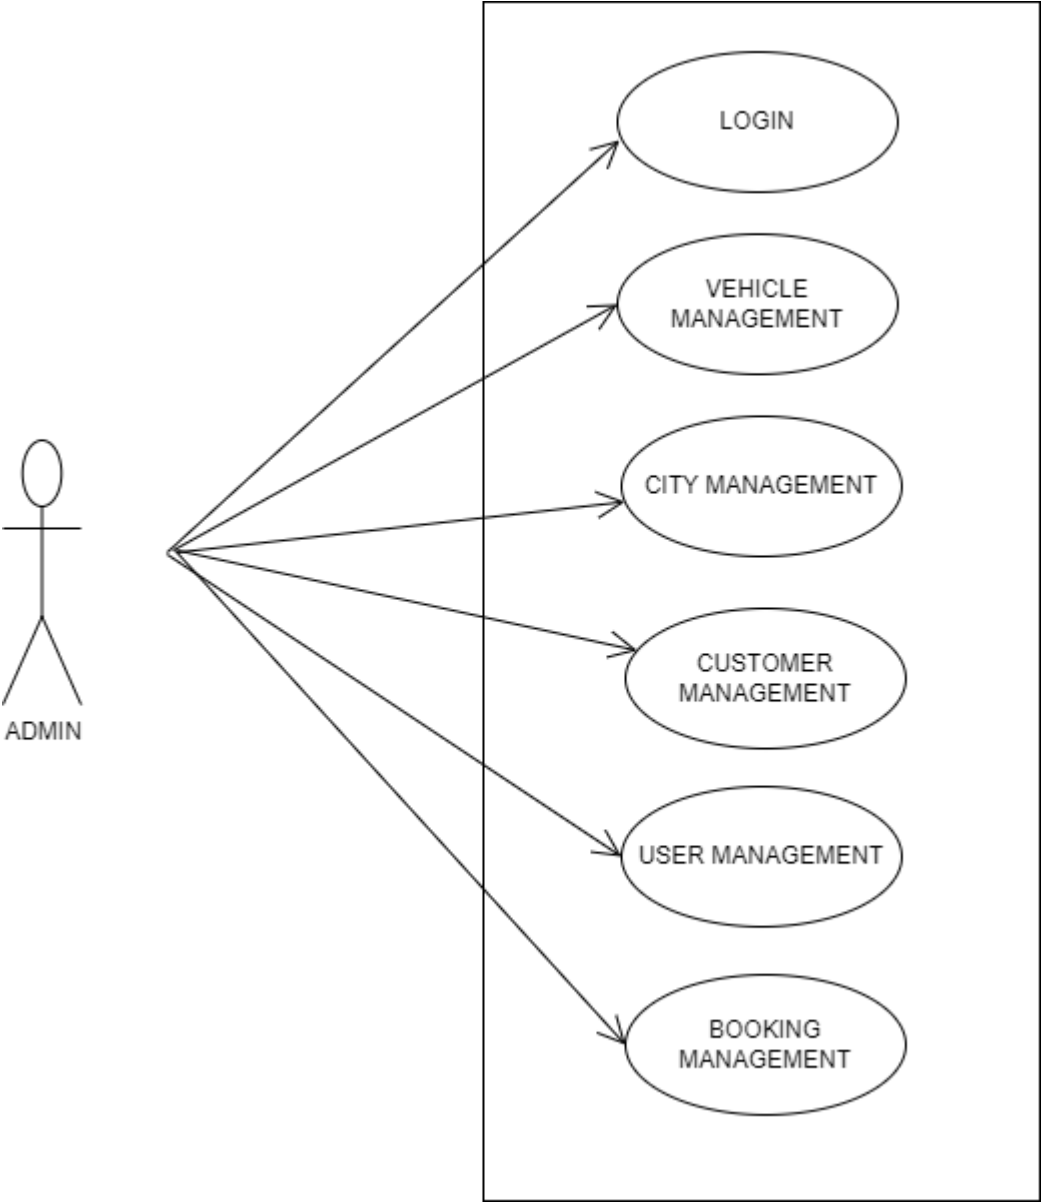 LOGIN
VEHICLE
MANAGEMENT
CITY MANAGEMENT
ADMIN
CUSTOMER
MANAGEMENT
USER MANAGEMENT
BOOKING
MANAGEMENT